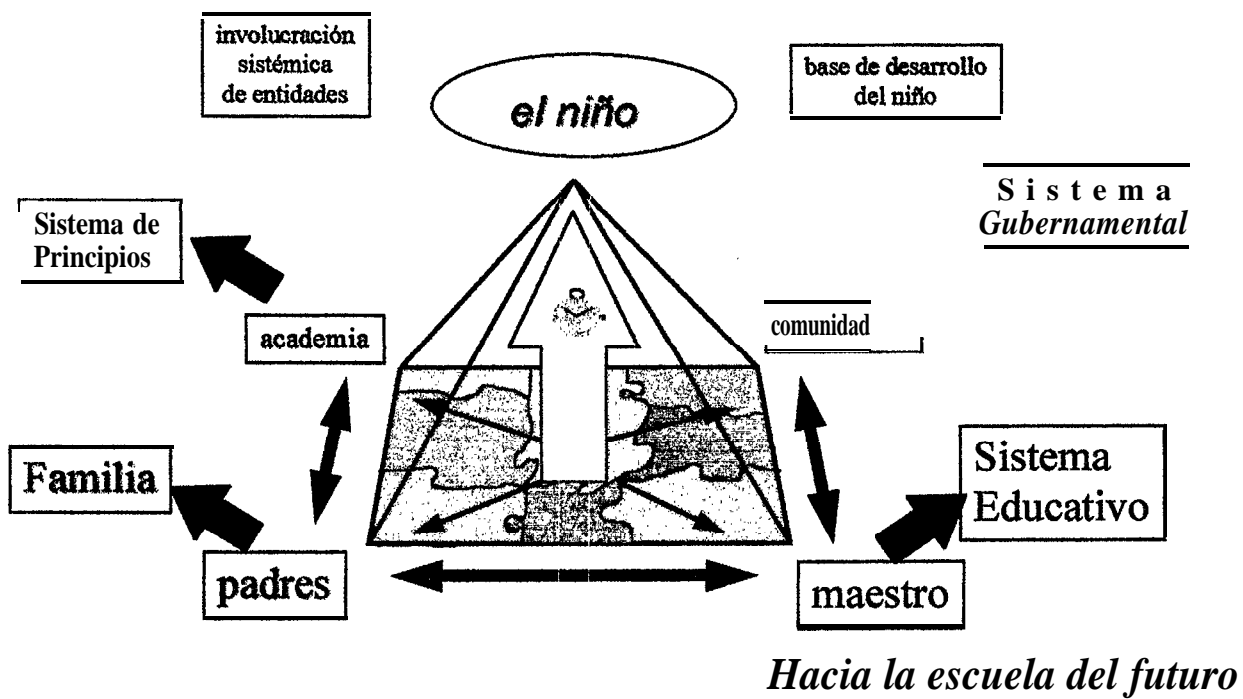 involucración
sistémica
de entidades
el niño
base de desarrollo
del niño
Sistema
Gubernamental
Sistema de
Principios
academia
comunidad
Familia
Sistema
Educativo
padres
maestro
Hacia la escuela del futuro